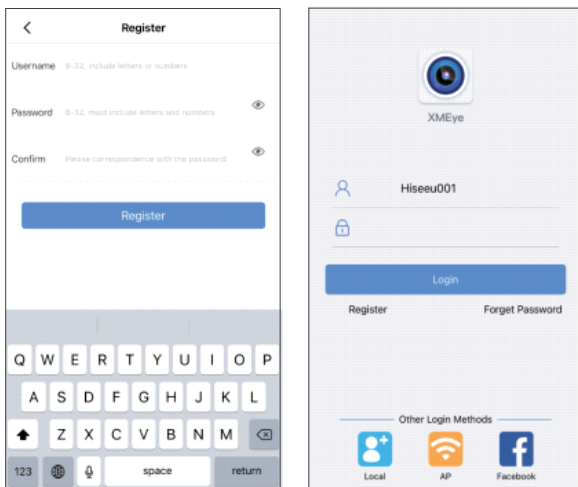 Register
Username 8-32, include letters or numbers
Password 8-32, must include letters and numbers
Confirm Please correspondence with the password
Register
Q W E R T Y U I O P
A S D F G H J K L
Z X C V B N M
123 space return
XMEye
Hiseeu001
Login
Register Forget Password
Other Login Methods
Local AP Facebook